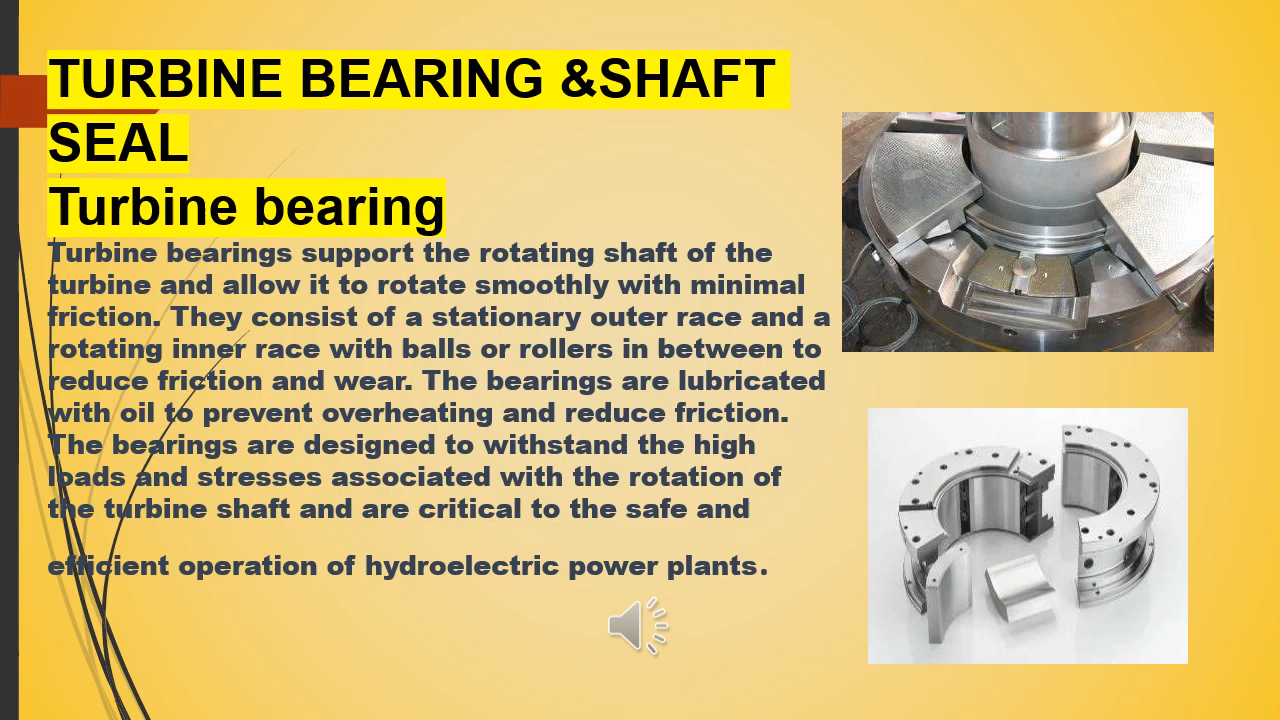 TURBINE BEARING &SHAFT
SEAL
Turbine bearing
Turbine bearings support the rotating shaft of the
turbine and allow it to rotate smoothly with minimal
friction. They consist of a stationary outer race and a
rotating inner race with balls or rollers in between to
reduce friction and wear. The bearings are lubricated
with oil to prevent overheating and reduce friction.
The bearings are designed to withstand the high
loads and stresses associated with the rotation of
the turbine shaft and are critical to the safe and
efficient operation of hydroelectric power plants.